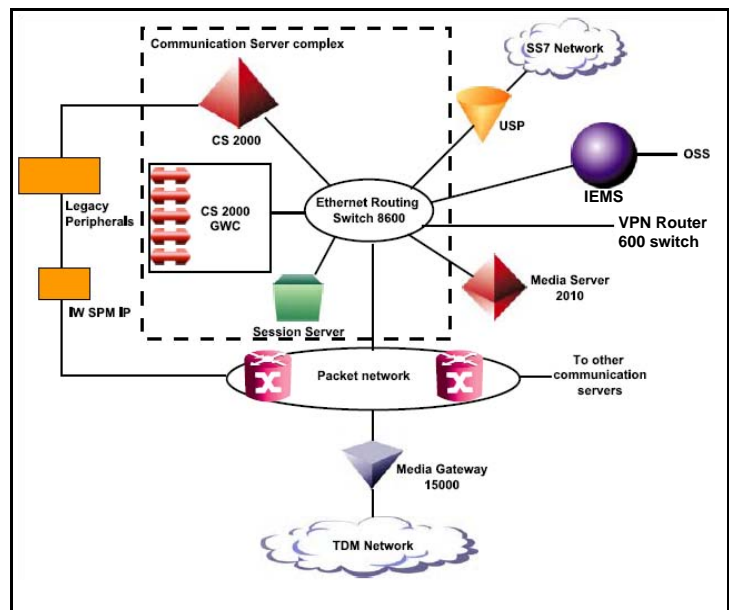 Communication Server complex
SS7 Network
CS 2000
USP
OSS
IEMS
Legacy
Peripherals
CS 2000
GWC
Ethernet Routing
Switch 8600
VPN Router
600 switch
Media Server
2010
IW SPM IP
Session Server
Packet network
To other
communication
servers
Media Gateway
15000
TDM Network